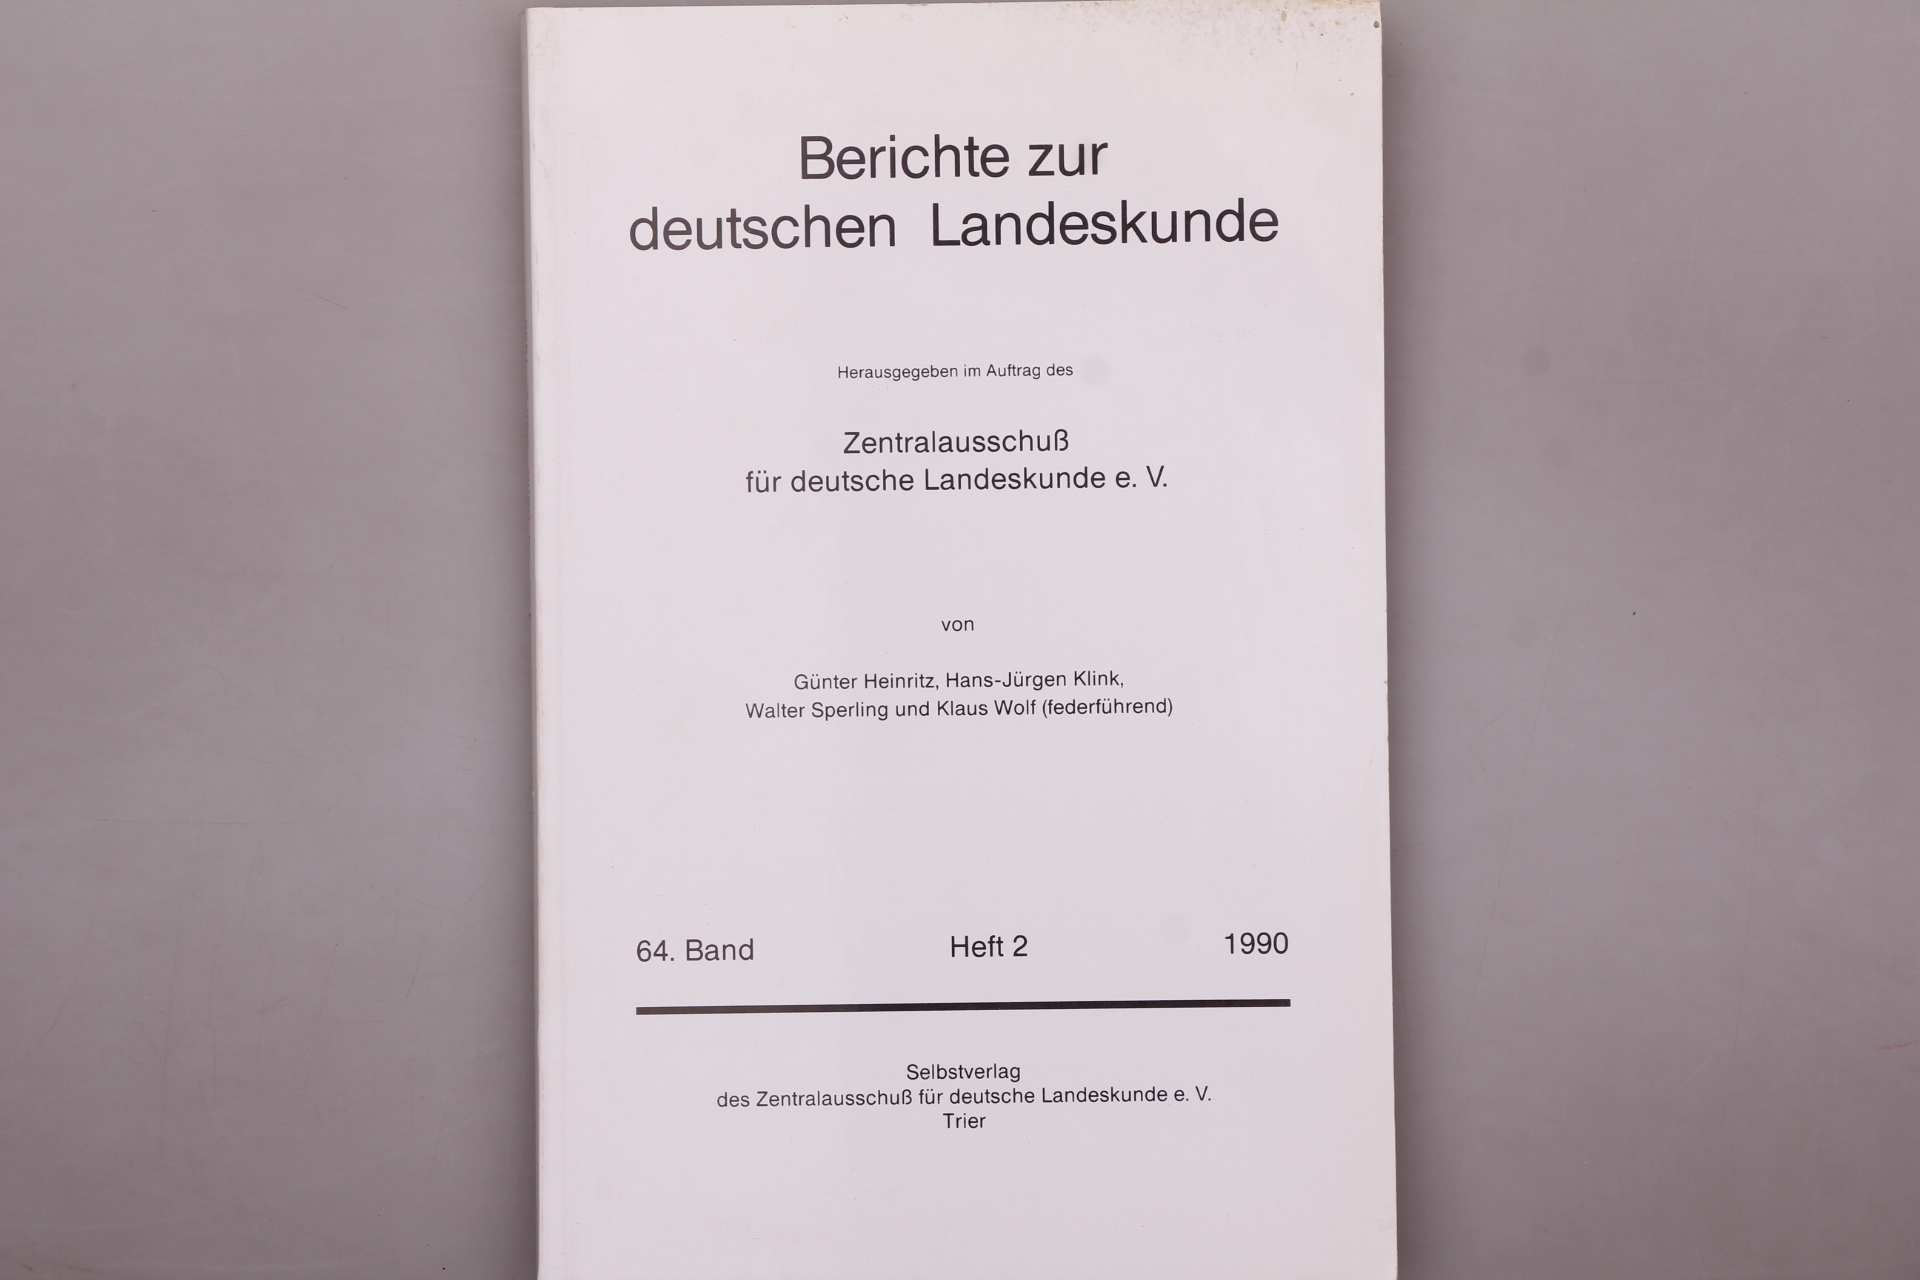 Berichte zur
deutschen Landeskunde
Herausgegeben im Auftrag des
Zentralausschuß
für deutsche Landeskunde e. V.
von
Günter Heinritz, Hans-Jürgen Klink,
Walter Sperling und Klaus Wolf (federführend)
64. Band Heft 2 1990
Selbstverlag
des Zentralausschuß für deutsche Landeskunde e. V.
Trier